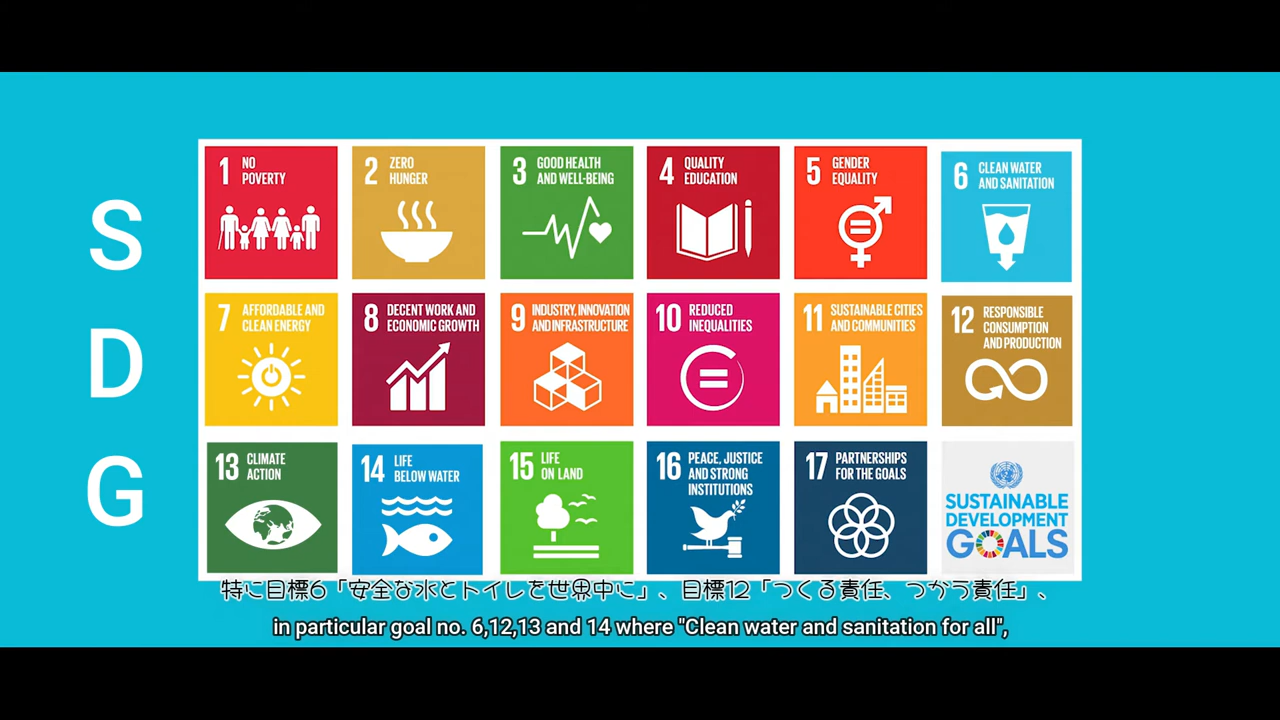 S
D
G
1 NO
POVERTY
2 ZERO
HUNGER
3 GOOD HEALTH
AND WELL-BEING
4 QUALITY
EDUCATION
5 GENDER
EQUALITY
6 CLEAN WATER
AND SANITATION
7 AFFORDABLE AND
CLEAN ENERGY
8 DECENT WORK AND
ECONOMIC GROWTH
9 INDUSTRY, INNOVATION
AND INFRASTRUCTURE
10 REDUCED
INEQUALITIES
11 SUSTAINABLE CITIES
AND COMMUNITIES
12 RESPONSIBLE
CONSUMPTION
AND PRODUCTION
13 CLIMATE
ACTION
14 LIFE
BELOW WATER
15 LIFE
ON LAND
16 PEACE, JUSTICE
AND STRONG
INSTITUTIONS
17 PARTNERSHIPS
FOR THE GOALS
SUSTAINABLE
DEVELOPMENT
GOALS
特に目標6「安全な水とトイレを世界中に」、目標12「つくる責任、つかう責任」、
in particular goal no. 6,12,13 and 14 where "Clean water and sanitation for all",